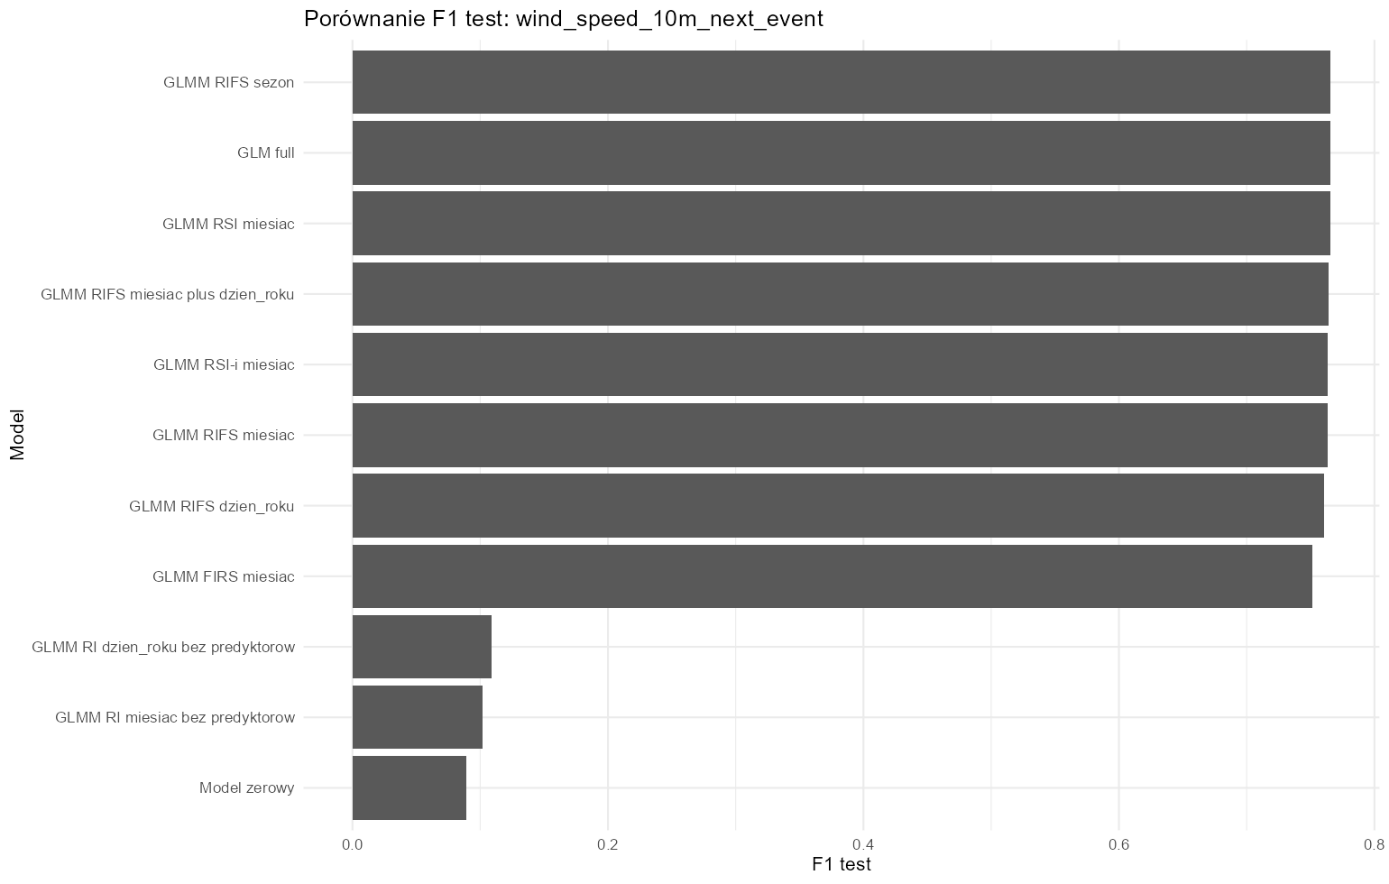 Porównanie F1 test: wind_speed_10m_next_event
Model
GLMM RIFS sezon
GLM full
GLMM RSI miesiac
GLMM RIFS miesiac plus dzien_roku
GLMM RSI-i miesiac
GLMM RIFS miesiac
GLMM RIFS dzien_roku
GLMM FIRS miesiac
GLMM RI dzien_roku bez predyktorow
GLMM RI miesiac bez predyktorow
Model zerowy
0.0 0.2 0.4 0.6 0.8
F1 test